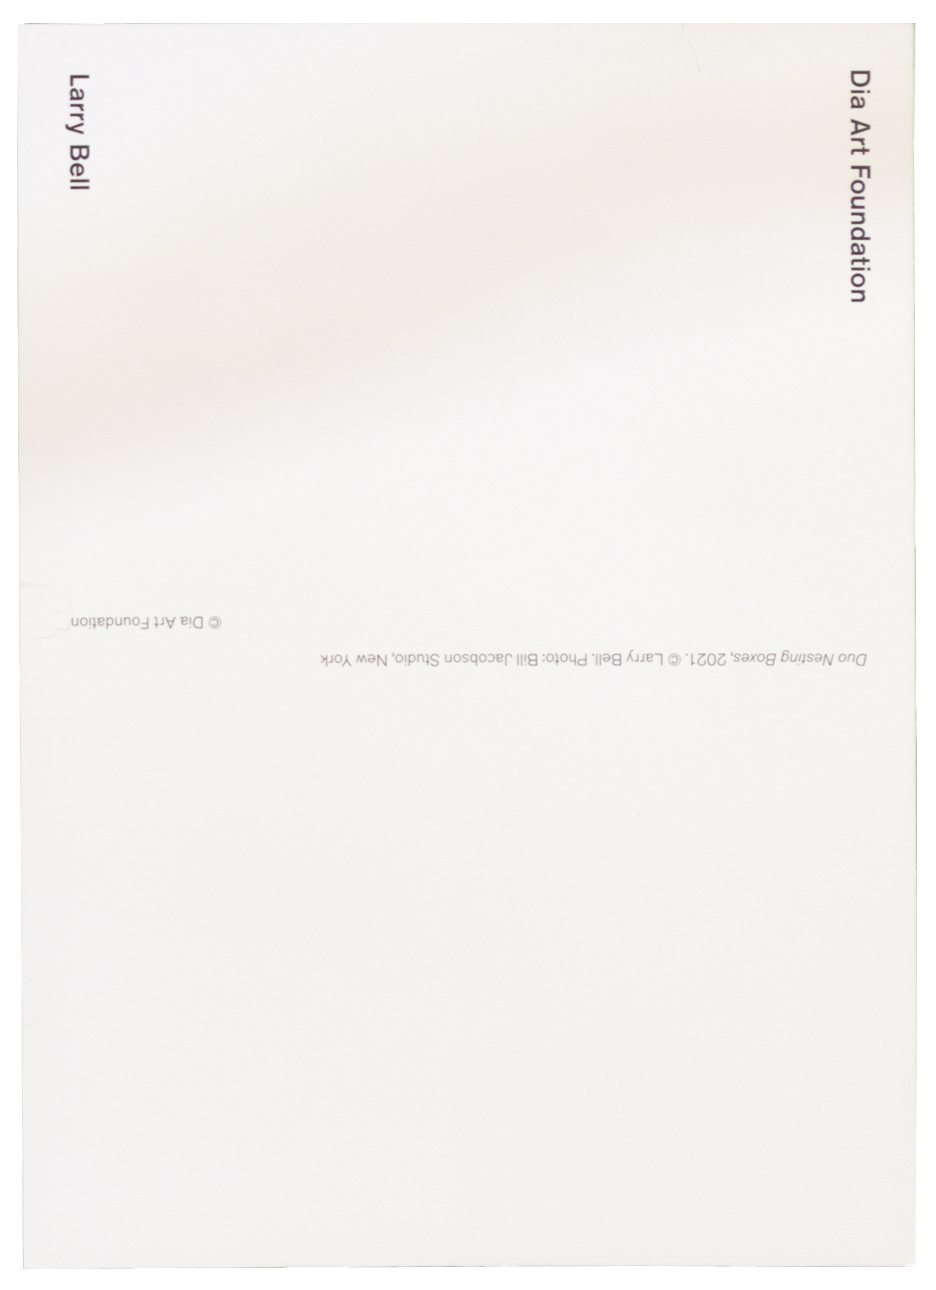 Dia Art Foundation
Larry Bell
Duo Nesting Boxes, 2021. © Larry Bell. Photo: Bill Jacobson Studio, New York
© Dia Art Foundation